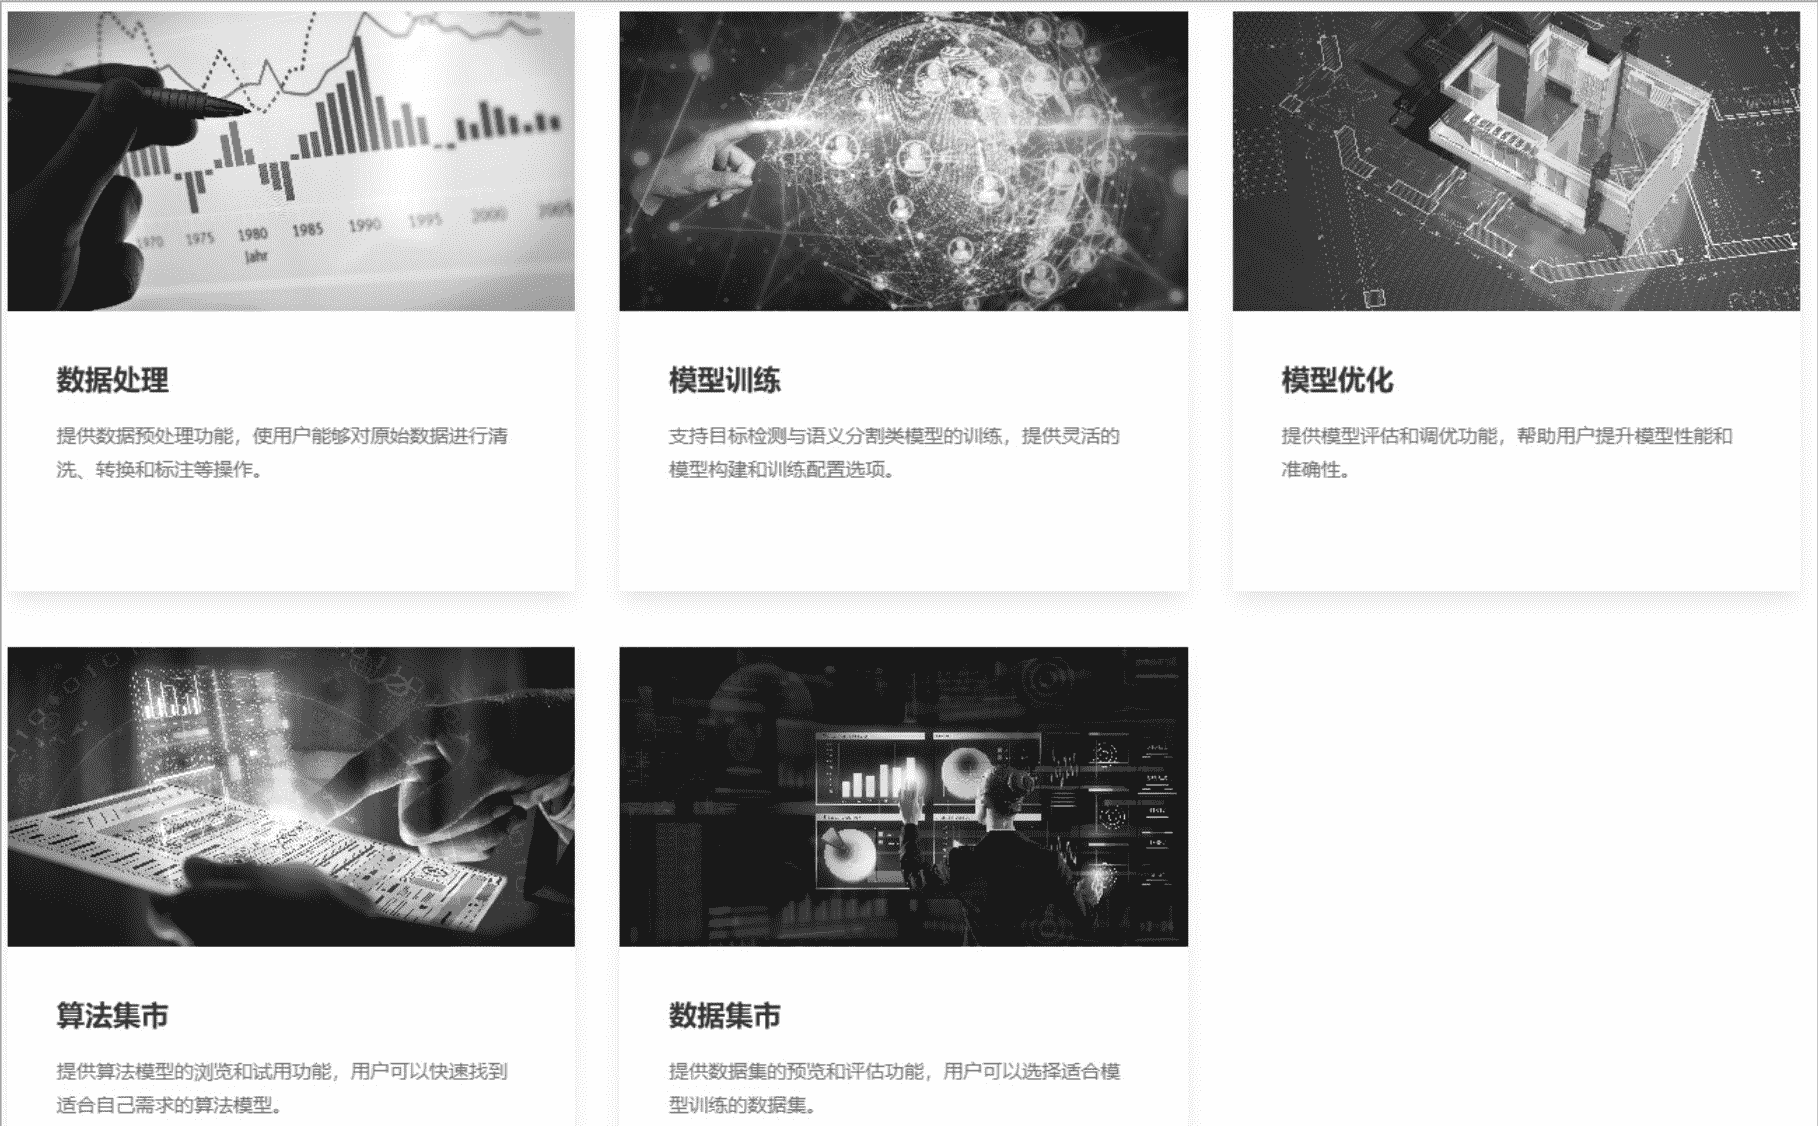 1970 1975 1980 1985 1990 1995 2000 2005
Jahr
数据处理
提供数据预处理功能，使用户能够对原始数据进行清
洗、转换和标注等操作。
模型训练
支持目标检测与语义分割类模型的训练，提供灵活的
模型构建和训练配置选项。
模型优化
提供模型评估和调优功能，帮助用户提升模型性能和
准确性。
算法集市
提供算法模型的浏览和试用功能，用户可以快速找到
适合自己需求的算法模型。
数据集市
提供数据集的预览和评估功能，用户可以选择适合模
型训练的数据集。